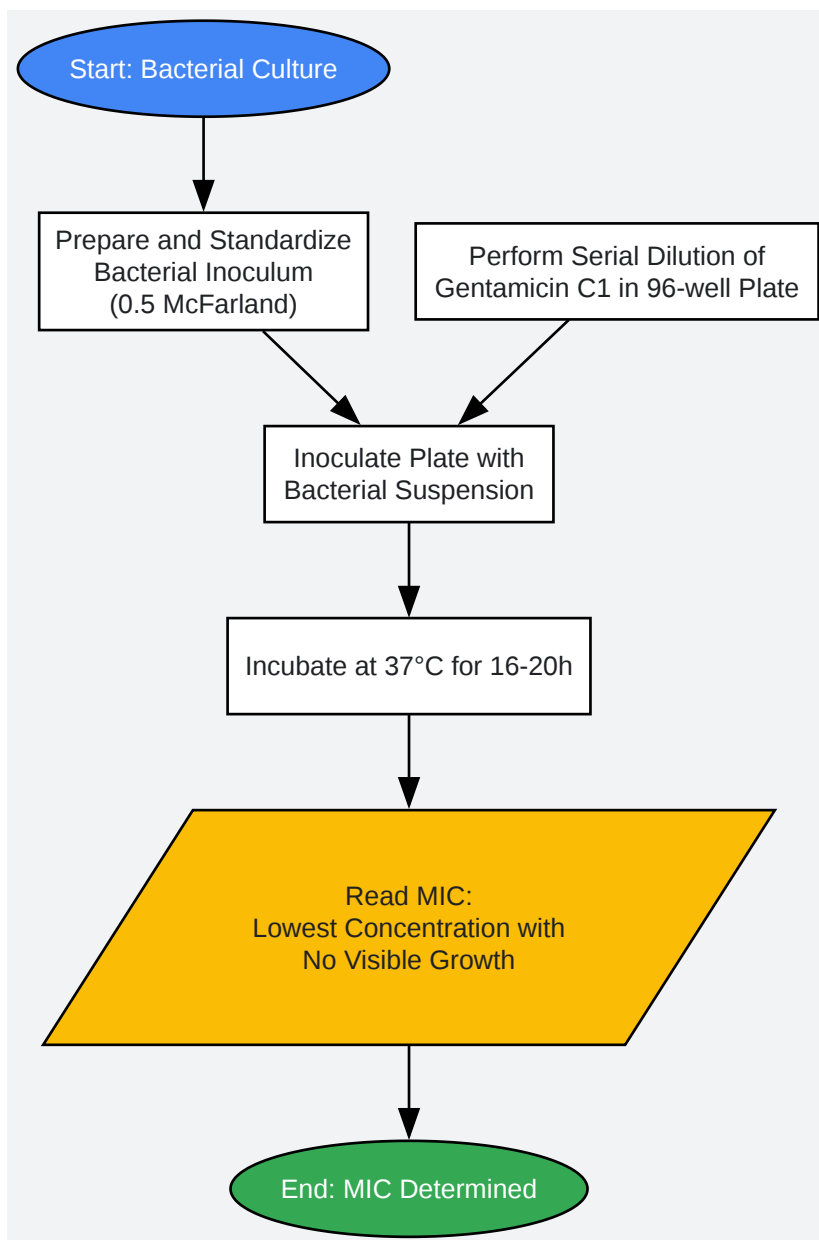 Start: Bacterial Culture
Prepare and Standardize
Bacterial Inoculum
(0.5 McFarland)
Perform Serial Dilution of
Gentamicin C1 in 96-well Plate
Inoculate Plate with
Bacterial Suspension
Incubate at 37°C for 16-20h
Read MIC:
Lowest Concentration with
No Visible Growth
End: MIC Determined